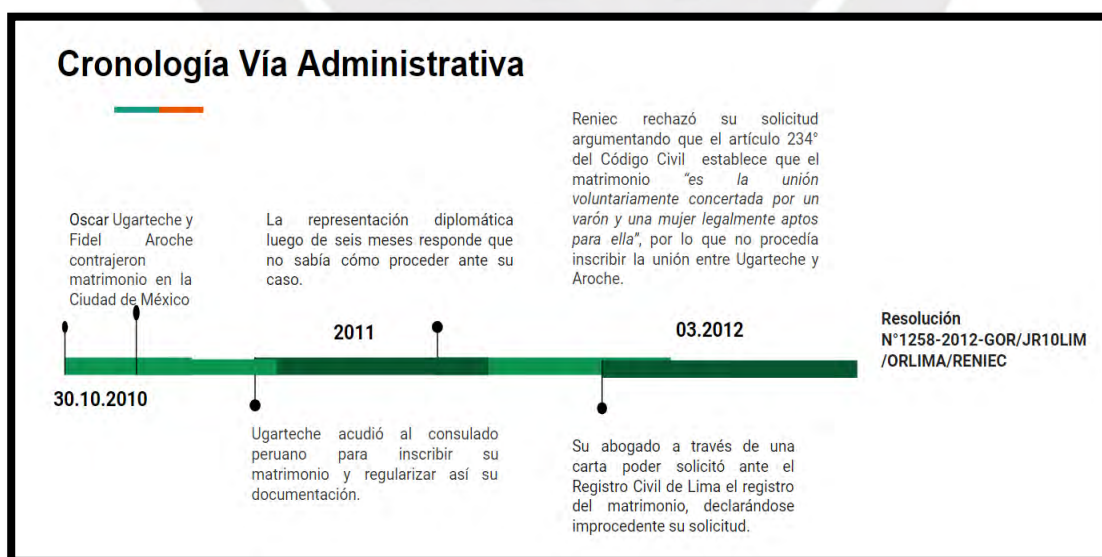 Cronología Vía Administrativa
Oscar Ugarteche y
Fidel Aroche
contrajeron
matrimonio en la
Ciudad de México
La representación diplomática
luego de seis meses responde que
no sabía cómo proceder ante su
caso.
Reniec rechazó su solicitud
argumentando que el artículo 234°
del Código Civil establece que el
matrimonio "es la unión
voluntariamente concertada por un
varón y una mujer legalmente aptos
para ella", por lo que no procedía
inscribir la unión entre Ugarteche y
Aroche.
30.10.2010
2011
03.2012
Resolución
N°1258-2012-GOR/JR10LIM
/ORLIMA/RENIEC
Ugarteche acudió al consulado
peruano para inscribir su
matrimonio y regularizar así su
documentación.
Su abogado a través de una
carta poder solicitó ante el
Registro Civil de Lima el registro
del matrimonio, declarándose
improcedente su solicitud.